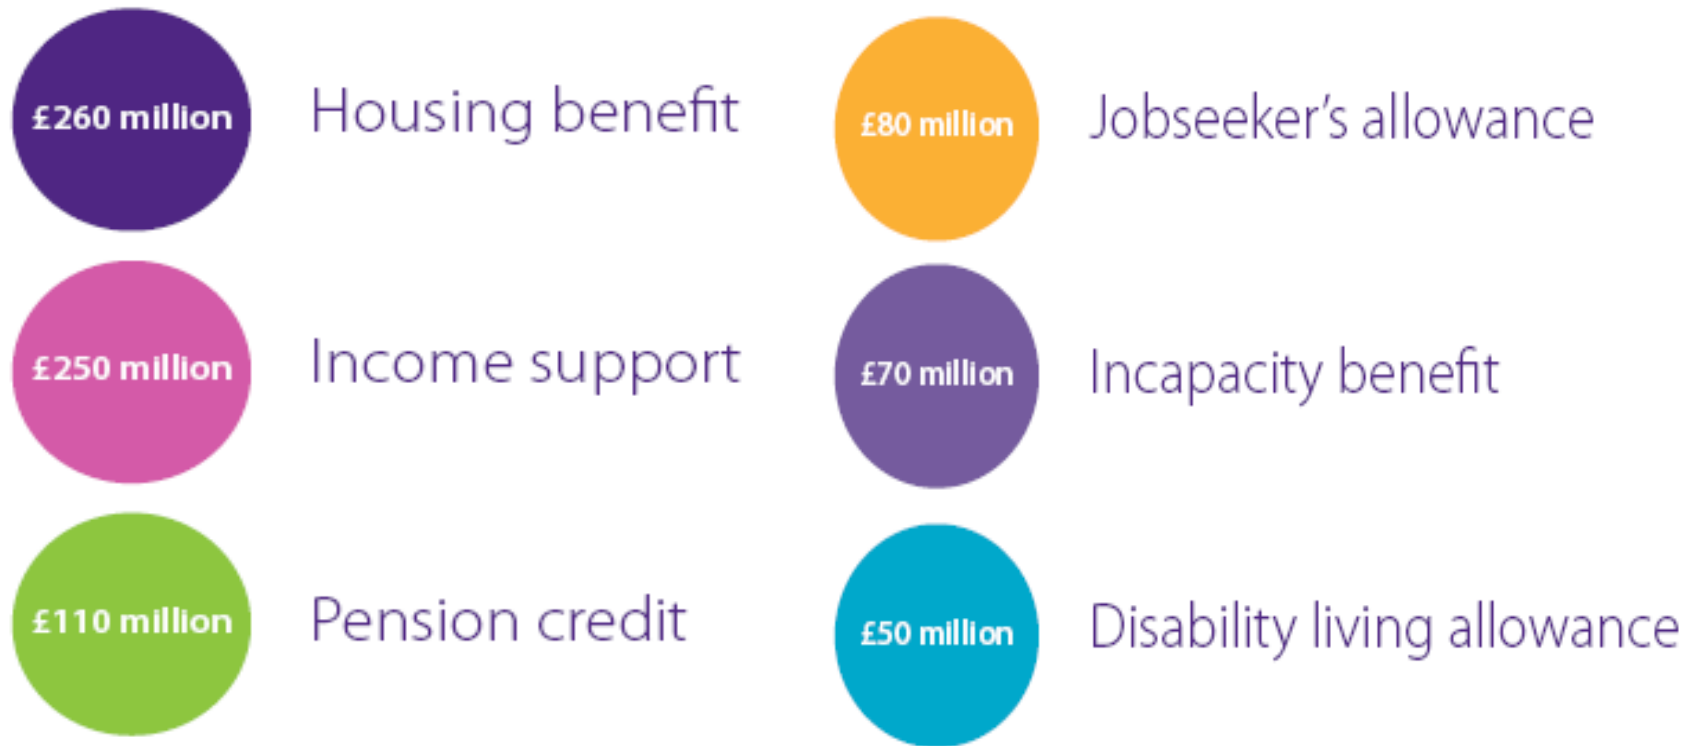 £260 million Housing benefit
£250 million Income support
£110 million Pension credit
£80 million Jobseeker’s allowance
£70 million Incapacity benefit
£50 million Disability living allowance